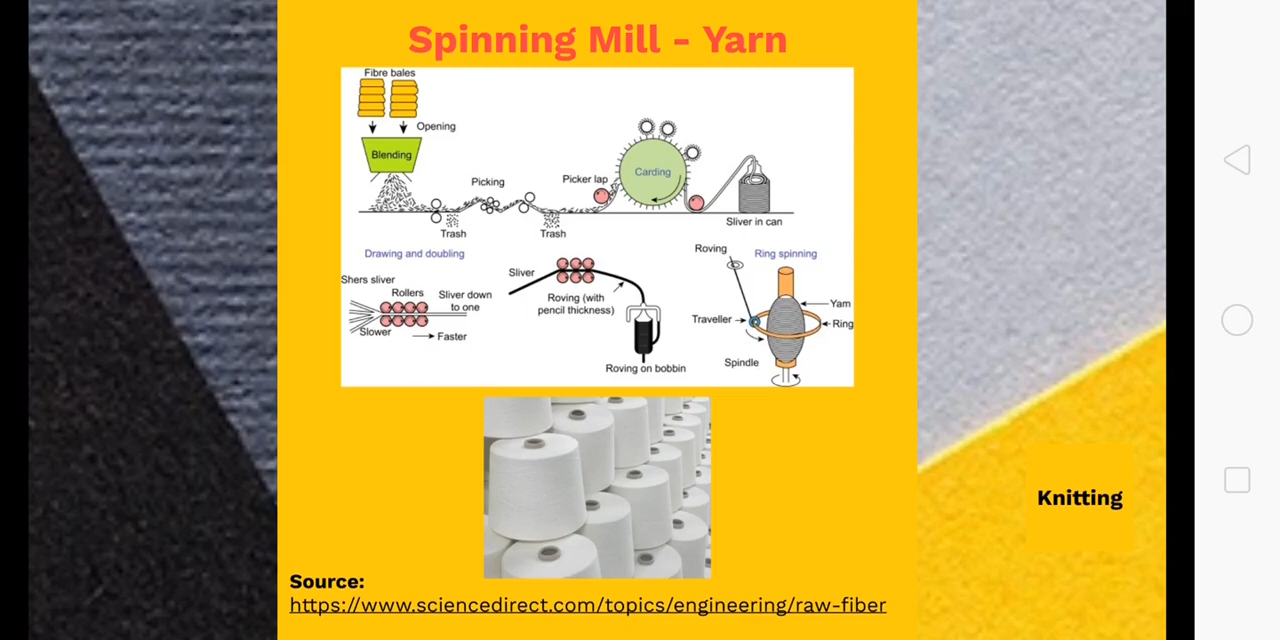 Spinning Mill - Yarn
Fibre bales
Opening
Blending
Picking
Picker lap
Carding
Trash
Trash
Sliver in can
Drawing and doubling
Shers sliver
Rollers
Sliver down
to one
Slower
Faster
Sliver
Roving (with
pencil thickness)
Roving on bobbin
Roving
Ring spinning
Yam
Traveller
Ring
Spindle
Knitting
Source:
https://www.sciencedirect.com/topics/engineering/raw-fiber